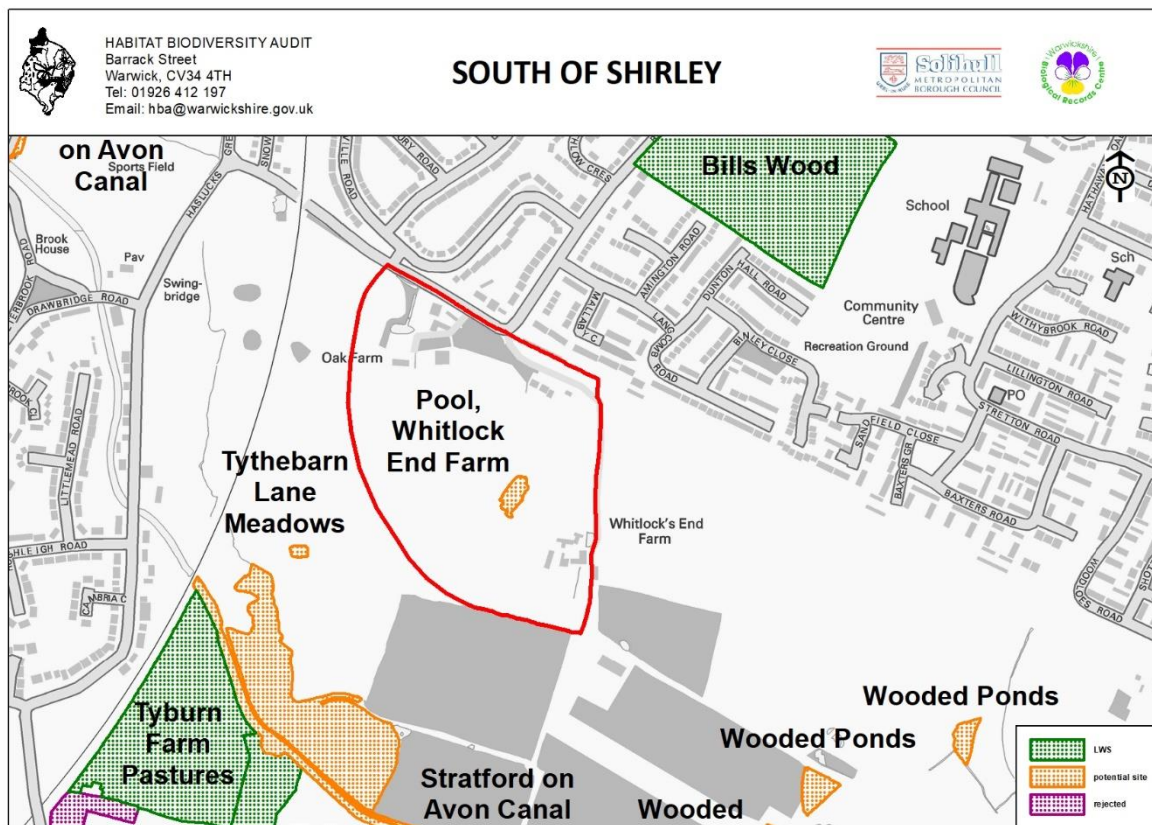 HABITAT BIODIVERSITY AUDIT
Barrack Street
Warwick, CV34 4TH
Tel: 01926 412 197
Email: hba@warwickshire.gov.uk
SOUTH OF SHIRLEY
Solihull
METROPOLITAN
BOROUGH COUNCIL
Warwickshire
Biological Records Centre
on Avon
Canal
Sports Field
HASLUCKS
Brook
House
Pav
DRAWBRIDGE ROAD
Swing-
bridge
Bills Wood
N
School
Sch
AMINGTON ROAD
DUNTON
HALL ROAD
MALLABY C
LANGCOMB
ROAD
BINLEY CLOSE
Community
Centre
Recreation Ground
WITHYBROOK ROAD
LILLINGTON ROAD
PO
STRETTON ROAD
SANDFIELD CLOSE
BAXTERS GR
BAXTERS ROAD
WOODLOES ROAD
Oak Farm
Pool,
Whitlock
End Farm
LITTLEMEAD ROAD
Tythebarn
Lane
Meadows
Whitlock's End
Farm
Tyburn
Farm
Pastures
Stratford on
Avon Canal
Wooded
Wooded Ponds
Wooded Ponds
LWS
potential site
rejected